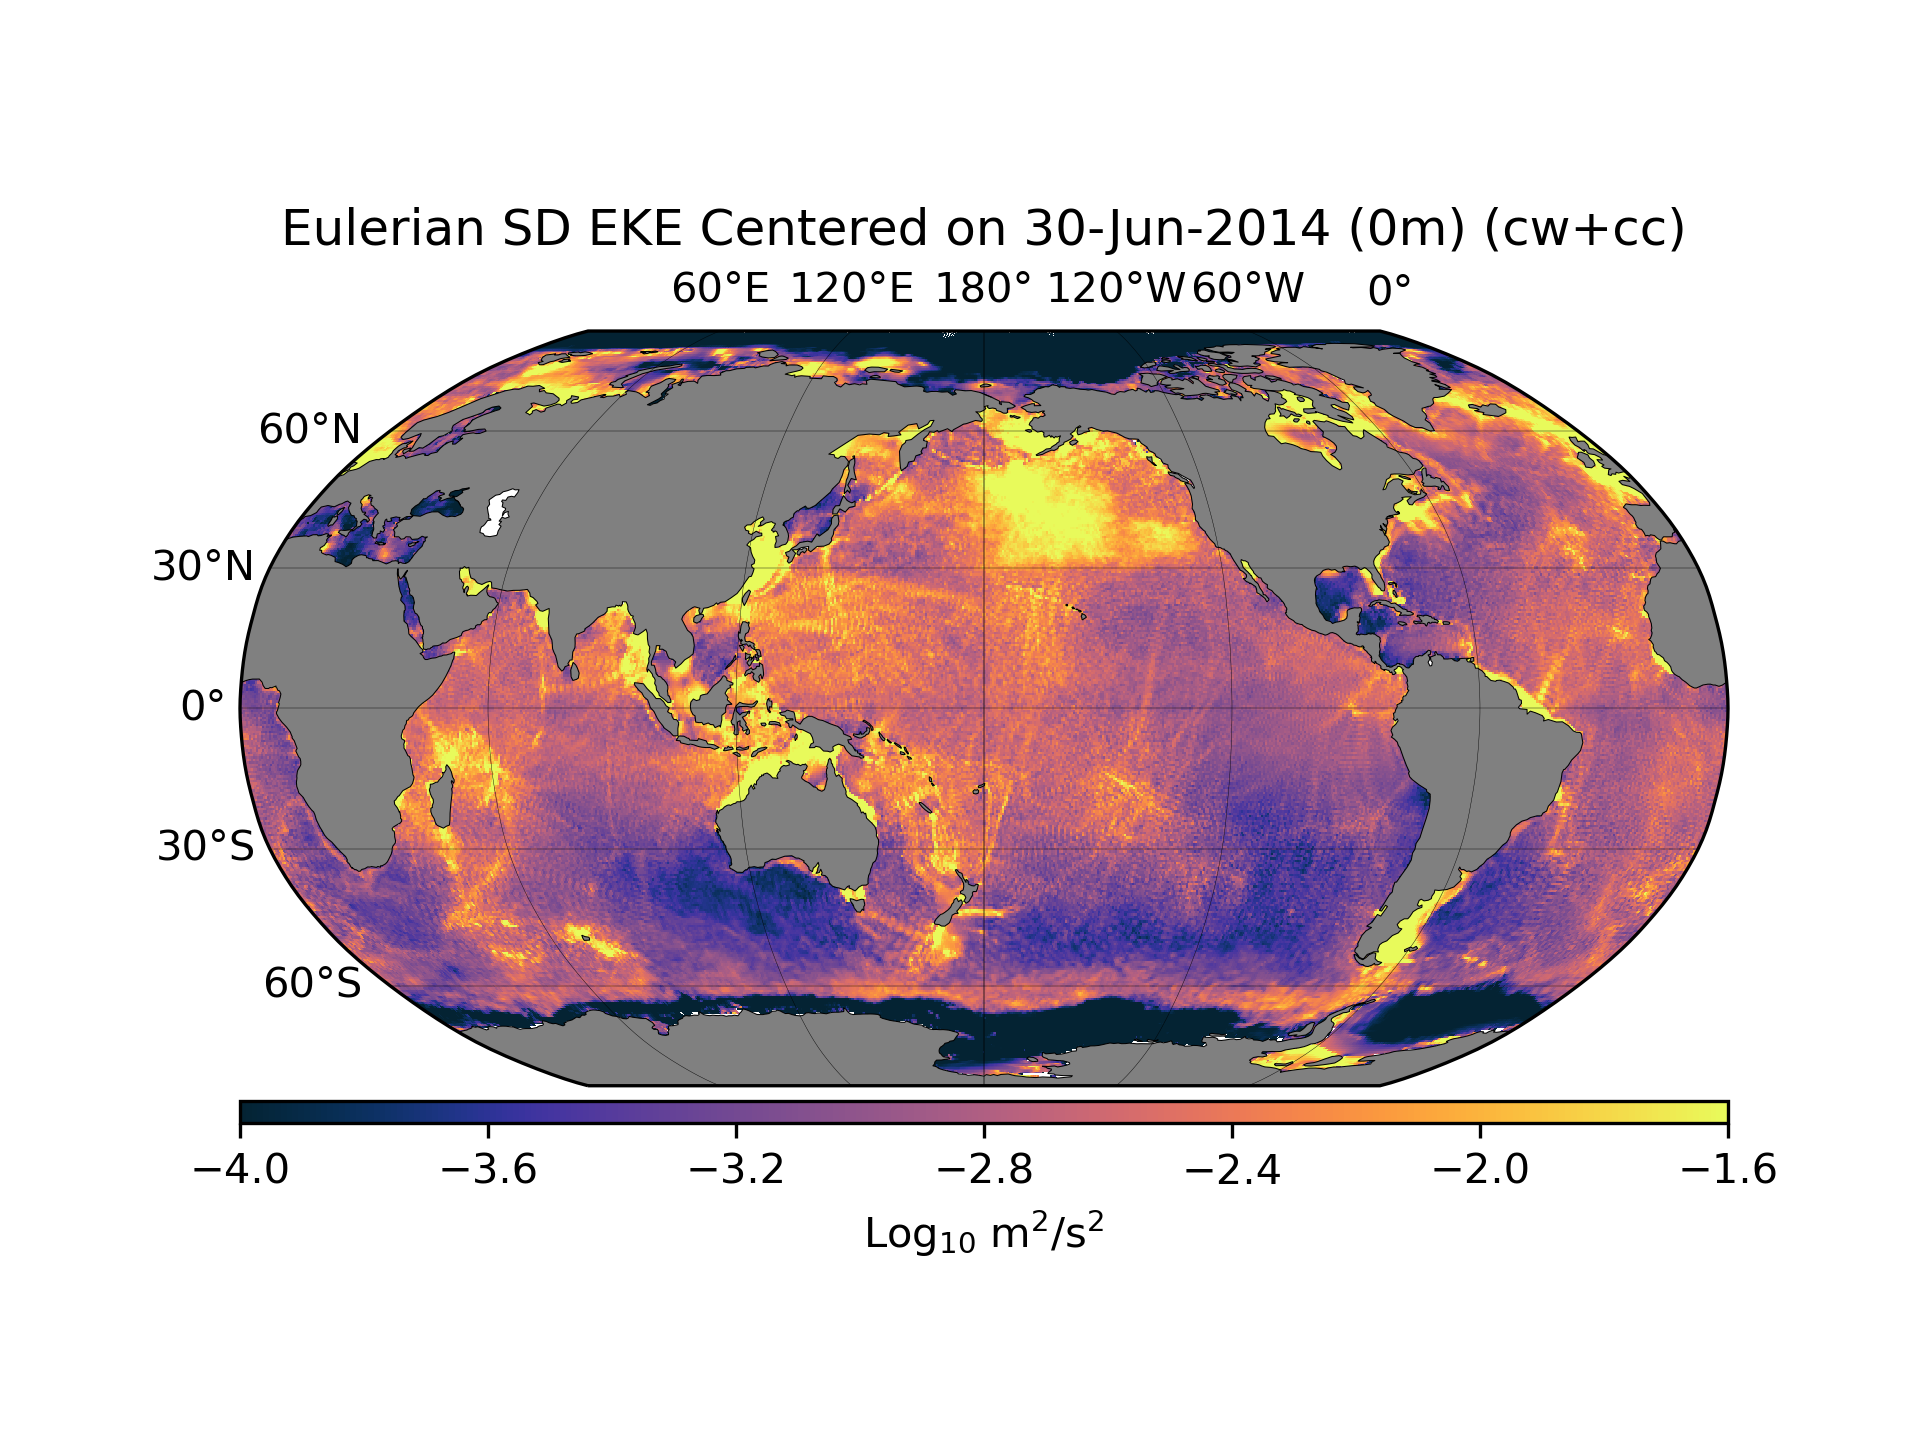 Eulerian SD EKE Centered on 30-Jun-2014 (0m) (cw+cc)
60°E 120°E 180° 120°W 60°W 0°
60°N
30°N
0°
30°S
60°S
−4.0 −3.6 −3.2 −2.8 −2.4 −2.0 −1.6
Log₁₀ m²/s²